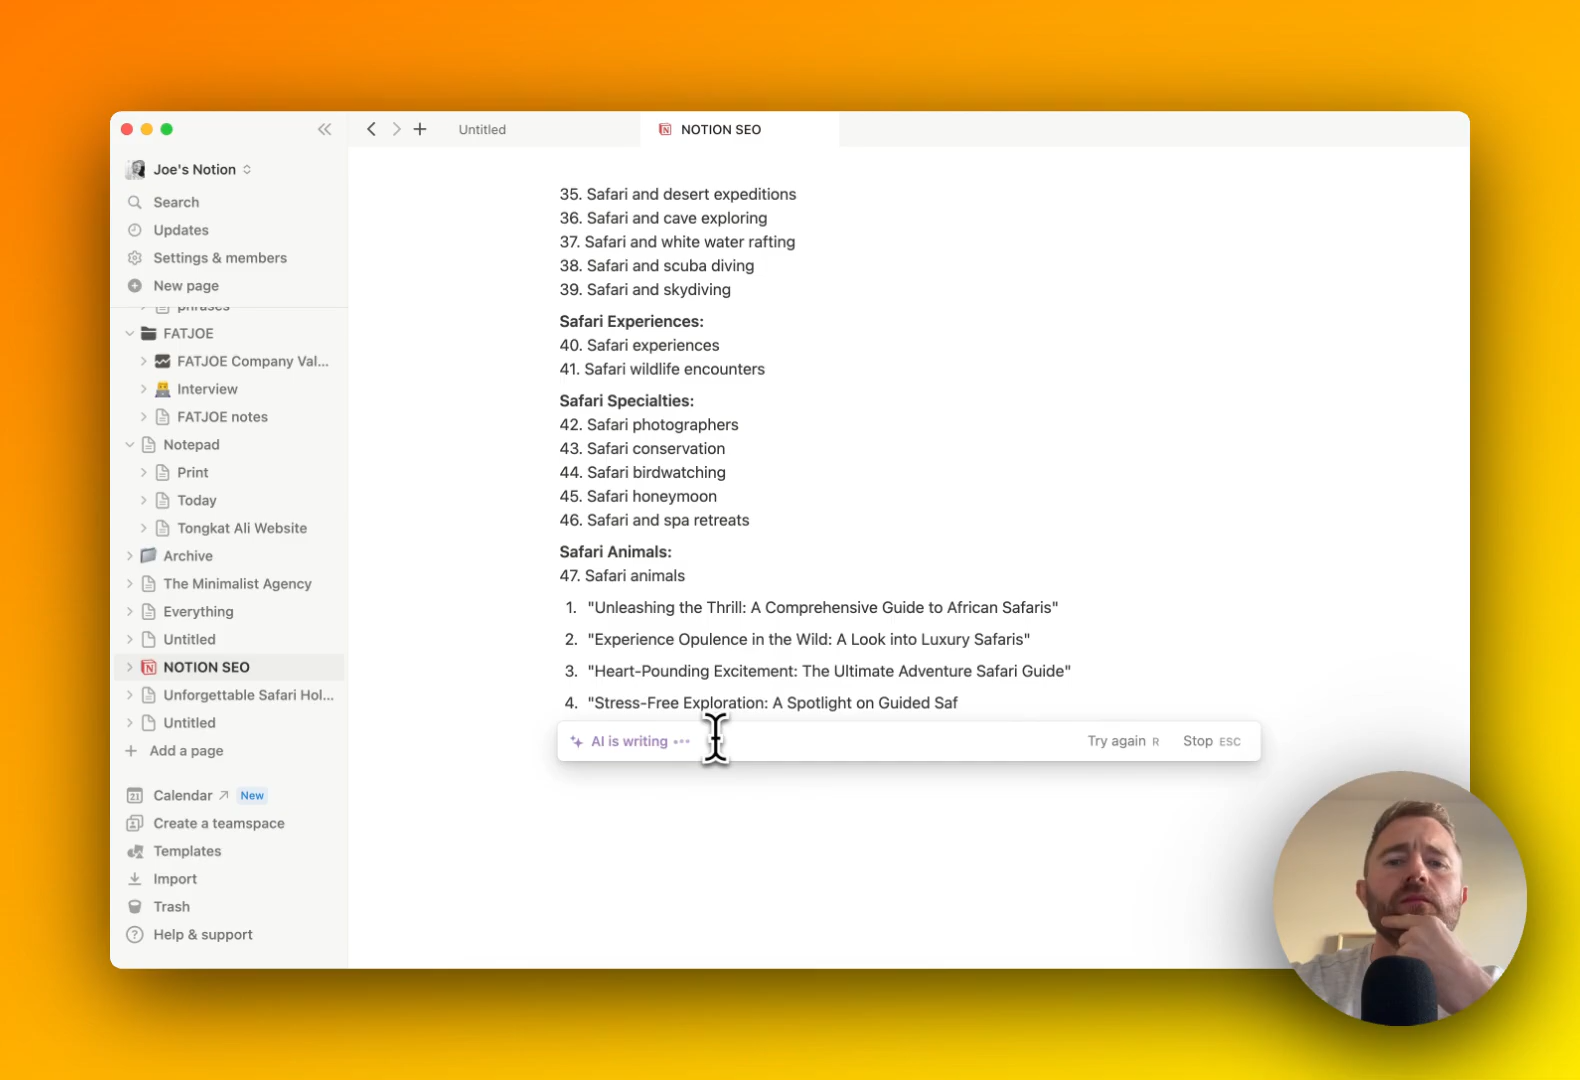 Untitled
NOTION SEO
Joe's Notion
Search
Updates
Settings & members
New page
phrases
FATJOE
FATJOE Company Val...
Interview
FATJOE notes
Notepad
Print
Today
Tongkat Ali Website
Archive
The Minimalist Agency
Everything
Untitled
NOTION SEO
Unforgettable Safari Hol...
Untitled
Add a page
21 Calendar New
Create a teamspace
Templates
Import
Trash
Help & support
35. Safari and desert expeditions
36. Safari and cave exploring
37. Safari and white water rafting
38. Safari and scuba diving
39. Safari and skydiving
Safari Experiences:
40. Safari experiences
41. Safari wildlife encounters
Safari Specialties:
42. Safari photographers
43. Safari conservation
44. Safari birdwatching
45. Safari honeymoon
46. Safari and spa retreats
Safari Animals:
47. Safari animals
1. "Unleashing the Thrill: A Comprehensive Guide to African Safaris"
2. "Experience Opulence in the Wild: A Look into Luxury Safaris"
3. "Heart-Pounding Excitement: The Ultimate Adventure Safari Guide"
4. "Stress-Free Exploration: A Spotlight on Guided Saf
AI is writing ••• Try again R Stop ESC